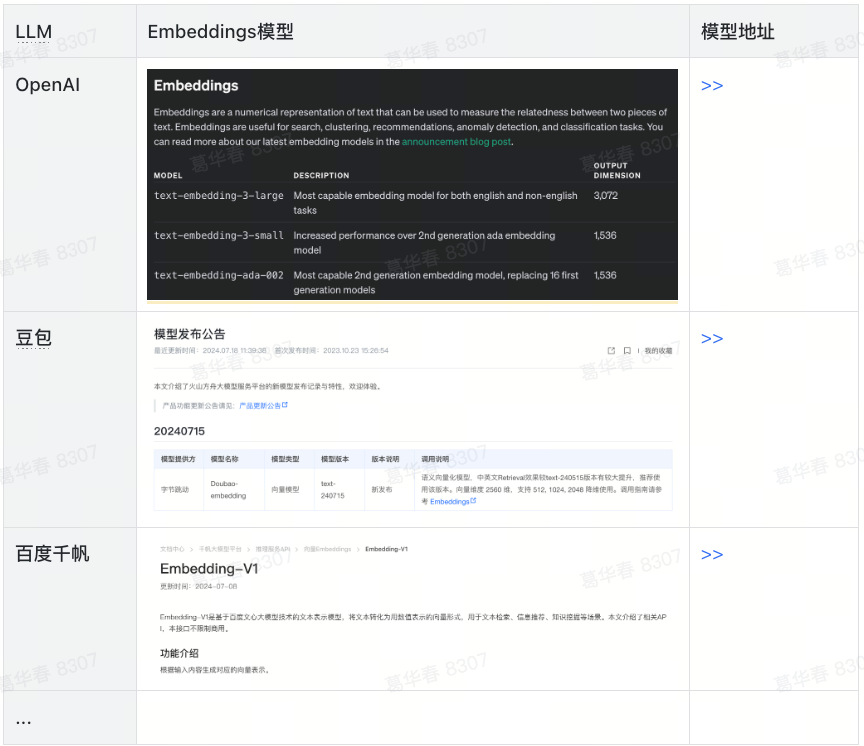 LLM
Embeddings模型
模型地址
OpenAI
Embeddings
Embeddings are a numerical representation of text that can be used to measure the relatedness between two pieces of
text. Embeddings are useful for search, clustering, recommendations, anomaly detection, and classification tasks. You
can read more about our latest embedding models in the announcement blog post.
MODEL
DESCRIPTION
OUTPUT
DIMENSION
text-embedding-3-large
Most capable embedding model for both english and non-english
tasks
3,072
text-embedding-3-small
Increased performance over 2nd generation ada embedding
model
1,536
text-embedding-ada-002
Most capable 2nd generation embedding model, replacing 16 first
generation models
1,536
>>
豆包
模型发布公告
最近更新时间：2024.07.18 11:39:36 首次发布时间：2023.10.23 15:26:54
我的收藏
本文介绍了火山方舟大模型服务平台的新模型发布记录与特性，欢迎体验。
产品功能更新公告请见：产品更新公告
20240715
模型提供方 模型名称 模型类型 模型版本 版本说明 调用说明
字节跳动
Doubao-
embedding
向量模型
text-
240715
新发布
语义向量化模型，中英文Retrieval效果较text-240515版本有较大提升，推荐使
用该版本。向量维度 2560 维，支持 512, 1024, 2048 降维使用。调用指南请参
考 Embeddings
>>
百度千帆
文档中心 > 千帆大模型平台 > 推理服务API > 向量Embeddings > Embedding-V1
Embedding-V1
更新时间：2024-07-08
Embedding-V1是基于百度文心大模型技术的文本表示模型，将文本转化为用数值表示的向量形式，用于文本检索、信息推荐、知识挖掘等场景。本文介绍了相关AP
I，本接口不限制商用。
功能介绍
根据输入内容生成对应的向量表示。
>>
...
葛华春 8307